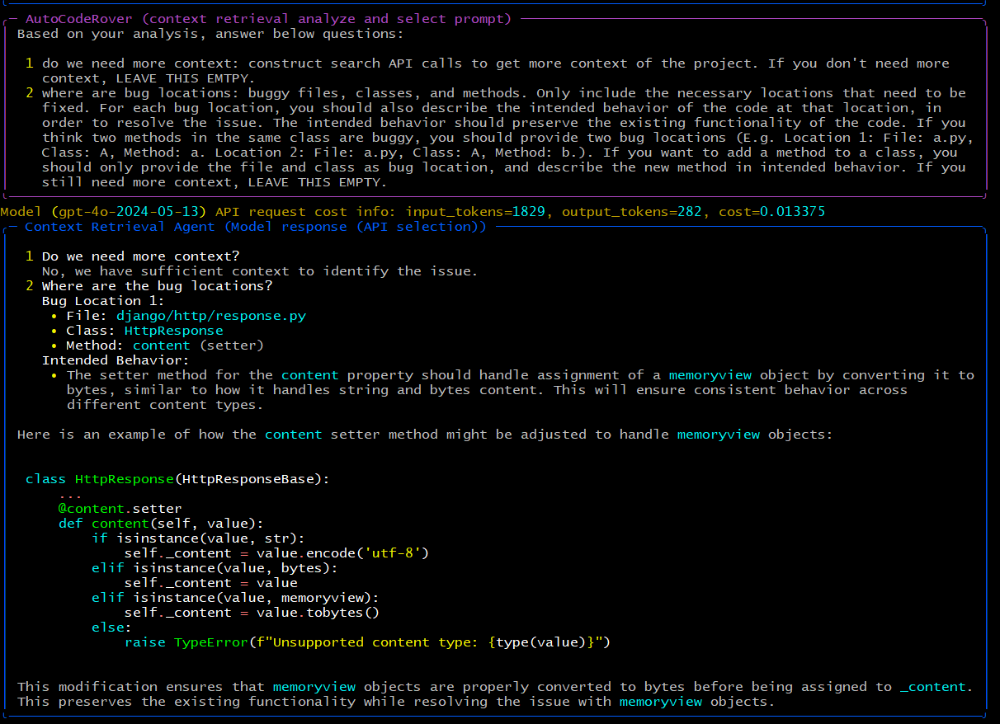 AutoCodeRover (context retrieval analyze and select prompt)
Based on your analysis, answer below questions:
1 do we need more context: construct search API calls to get more context of the project. If you don't need more
context, LEAVE THIS EMTPY.
2 where are bug locations: buggy files, classes, and methods. Only include the necessary locations that need to be
fixed. For each bug location, you should also describe the intended behavior of the code at that location, in
order to resolve the issue. The intended behavior should preserve the existing functionality of the code. If you
think two methods in the same class are buggy, you should provide two bug locations (E.g. Location 1: File: a.py,
Class: A, Method: a. Location 2: File: a.py, Class: A, Method: b.). If you want to add a method to a class, you
should only provide the file and class as bug location, and describe the new method in intended behavior. If you
still need more context, LEAVE THIS EMPTY.
Model (gpt-4o-2024-05-13) API request cost info: input_tokens=1829, output_tokens=282, cost=0.013375
Context Retrieval Agent (Model response (API selection))
1 Do we need more context?
No, we have sufficient context to identify the issue.
2 Where are the bug locations?
Bug Location 1:
• File: django/http/response.py
• Class: HttpResponse
• Method: content (setter)
Intended Behavior:
• The setter method for the content property should handle assignment of a memoryview object by converting it to
bytes, similar to how it handles string and bytes content. This will ensure consistent behavior across
different content types.
Here is an example of how the content setter method might be adjusted to handle memoryview objects:
class HttpResponse(HttpResponseBase):
...
@content.setter
def content(self, value):
if isinstance(value, str):
self._content = value.encode('utf-8')
elif isinstance(value, bytes):
self._content = value
elif isinstance(value, memoryview):
self._content = value.tobytes()
else:
raise TypeError(f"Unsupported content type: {type(value)}")
This modification ensures that memoryview objects are properly converted to bytes before being assigned to _content.
This preserves the existing functionality while resolving the issue with memoryview objects.